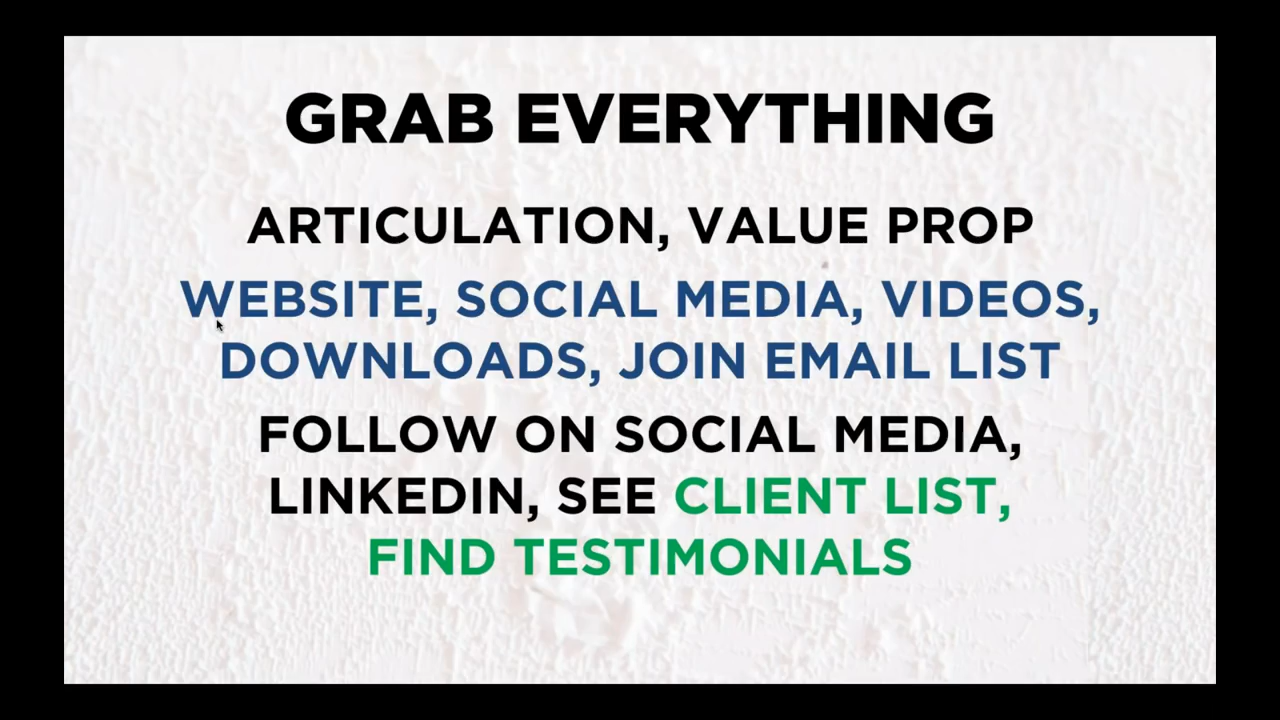 GRAB EVERYTHING
ARTICULATION, VALUE PROP
WEBSITE, SOCIAL MEDIA, VIDEOS,
DOWNLOADS, JOIN EMAIL LIST
FOLLOW ON SOCIAL MEDIA,
LINKEDIN, SEE CLIENT LIST,
FIND TESTIMONIALS